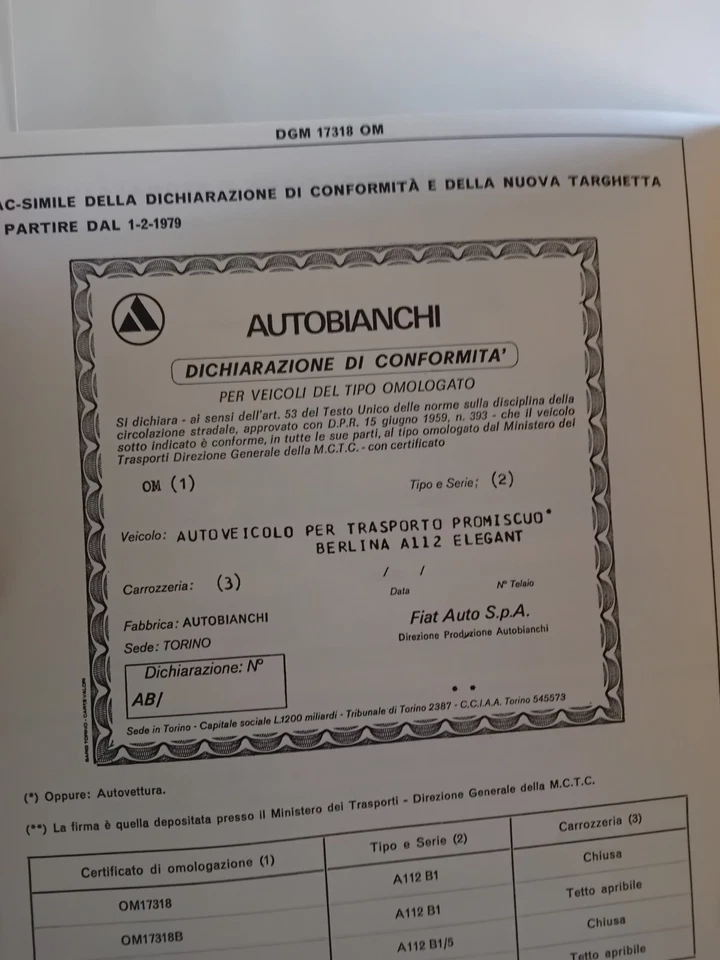 DGM 17318 OM
AC-SIMILE DELLA DICHIARAZIONE DI CONFORMITÀ E DELLA NUOVA TARGHETTA
PARTIRE DAL 1-2-1979
AUTOBIANCHI
DICHIARAZIONE DI CONFORMITA'
PER VEICOLI DEL TIPO OMOLOGATO
Si dichiara - ai sensi dell'art. 53 del Testo Unico delle norme sulla disciplina della
circolazione stradale, approvato con D.P.R. 15 giugno 1959, n. 393 - che il veicolo
sotto indicato è conforme, in tutte le sue parti, al tipo omologato dal Ministero dei
Trasporti Direzione Generale della M.C.T.C. - con certificato
OM (1) Tipo e Serie: (2)
Veicolo: AUTOVEICOLO PER TRASPORTO PROMISCUO*
BERLINA A112 ELEGANT
Carrozzeria: (3) / /
Data N° Telaio
Fabbrica: AUTOBIANCHI Fiat Auto S.p.A.
Sede: TORINO Direzione Produzione Autobianchi
Dichiarazione: N°
AB/
* *
Sede in Torino - Capitale sociale L.1200 miliardi - Tribunale di Torino 2387 - C.C.I.A.A. Torino 545573
(*) Oppure: Autovettura.
(**) La firma è quella depositata presso il Ministero dei Trasporti - Direzione Generale della M.C.T.C.
Certificato di omologazione (1) Tipo e Serie (2) Carrozzeria (3)
OM17318 A112 B1 Chiusa
OM17318B A112 B1 Tetto apribile
A112 B1/5 Chiusa
Tetto apribile